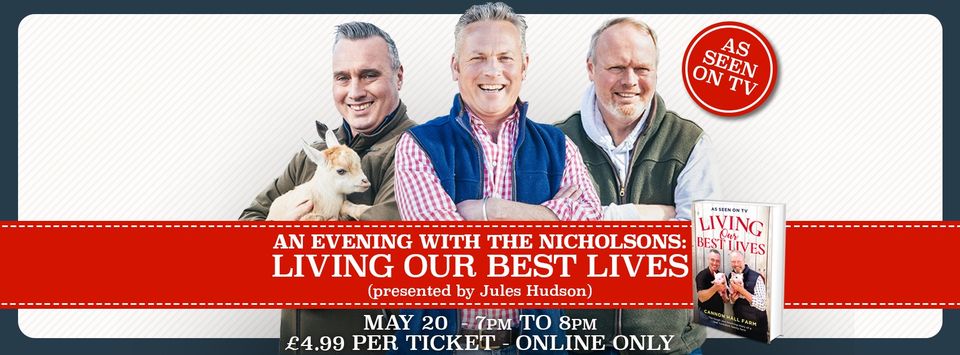 AS
SEEN
ON TV
AN EVENING WITH THE NICHOLSONS:
LIVING OUR BEST LIVES
(presented by Jules Hudson)
MAY 20 - 7PM TO 8PM
£4.99 PER TICKET - ONLINE ONLY
AS SEEN ON TV
LIVING
Our
BEST LIVES
CANNON HALL FARM